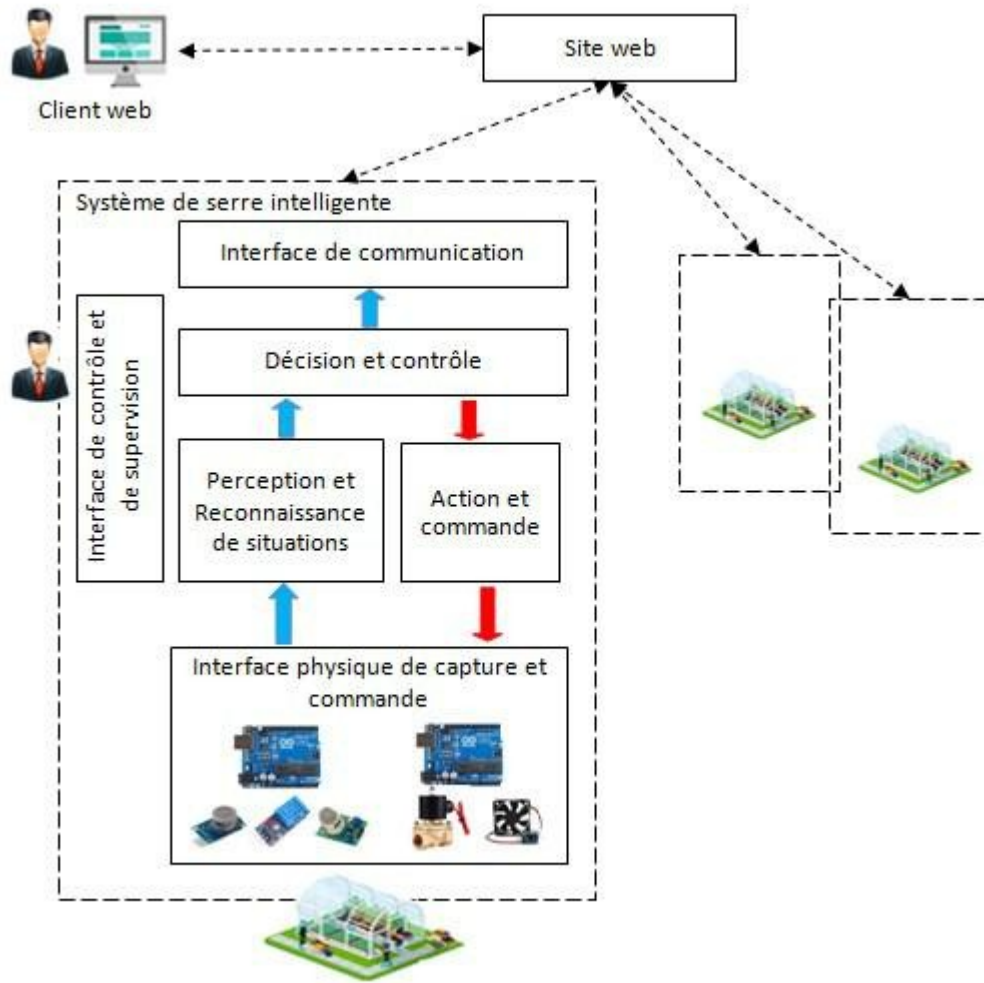 Site web
Client web
Système de serre intelligente
Interface de communication
Interface de contrôle et
de supervision
Décision et contrôle
Perception et
Reconnaissance
de situations
Action et
commande
Interface physique de capture et
commande